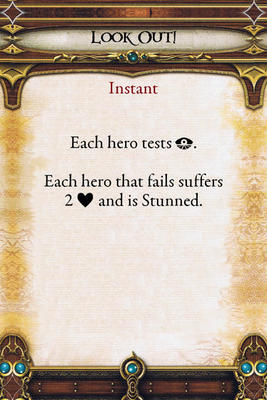 Look Out!
Instant
Each hero tests .
Each hero that fails suffers
2 ♥ and is Stunned.